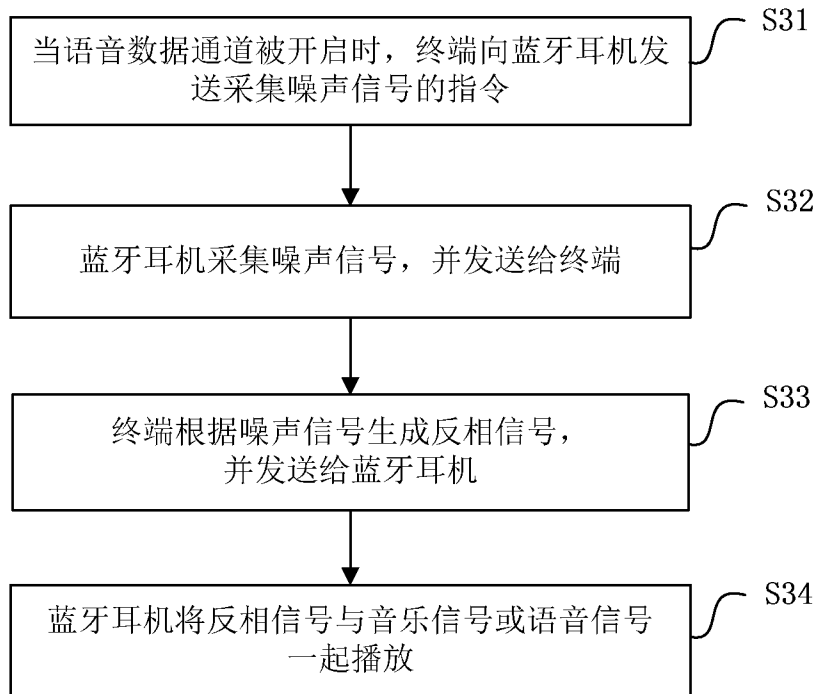 当语音数据通道被开启时，终端向蓝牙耳机发
送采集噪声信号的指令
S31
蓝牙耳机采集噪声信号，并发送给终端
S32
终端根据噪声信号生成反相信号，
并发送给蓝牙耳机
S33
蓝牙耳机将反相信号与音乐信号或语音信号
一起播放
S34